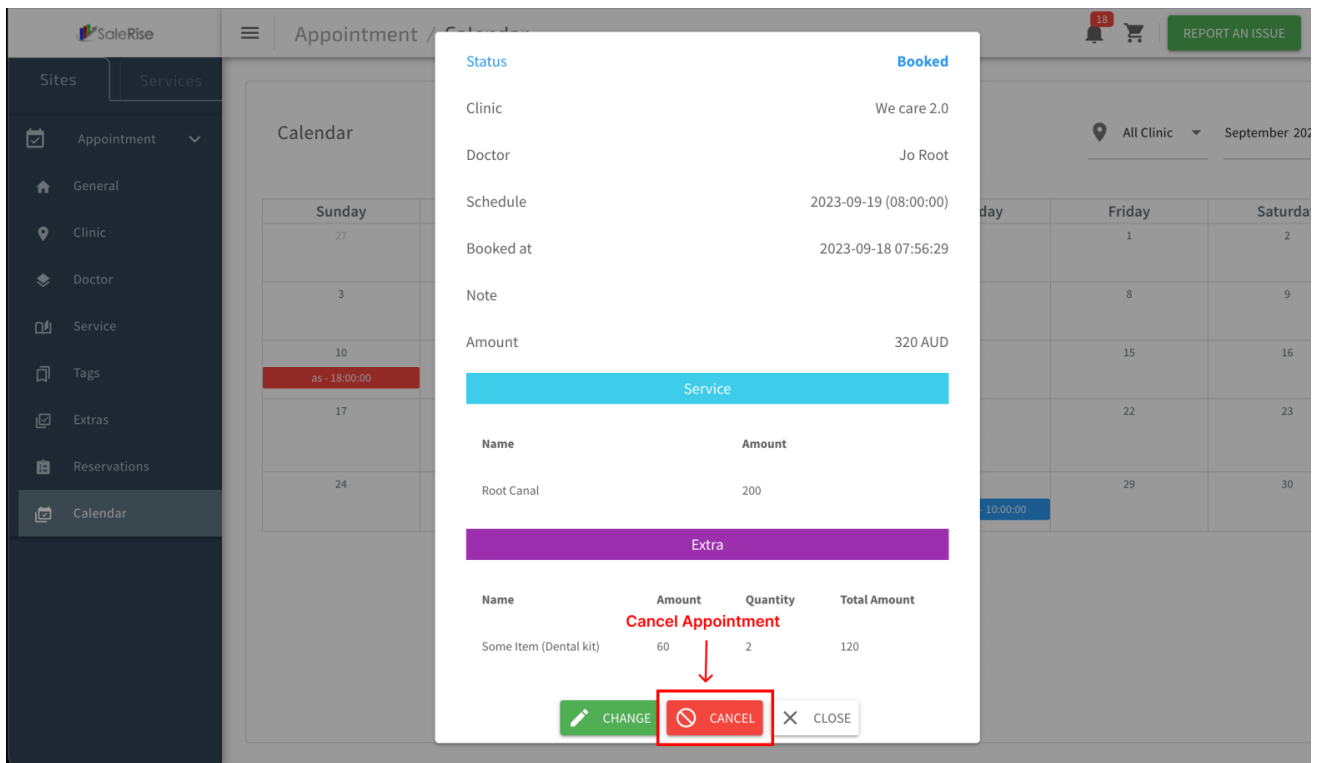 SaleRise
Appointment / Calendar
18
REPORT AN ISSUE
Sites
Services
Appointment
General
Clinic
Doctor
Service
Tags
Extras
Reservations
Calendar
Calendar
All Clinic
September 202
Sunday
day
Friday
Saturda
27
1
2
3
8
9
10
15
16
as - 18:00:00
17
22
23
24
29
30
- 10:00:00
Status Booked
Clinic We care 2.0
Doctor Jo Root
Schedule 2023-09-19 (08:00:00)
Booked at 2023-09-18 07:56:29
Note
Amount 320 AUD
Service
Name Amount
Root Canal 200
Extra
Name Amount Quantity Total Amount
Cancel Appointment
Some Item (Dental kit) 60 2 120
CHANGE
CANCEL
CLOSE